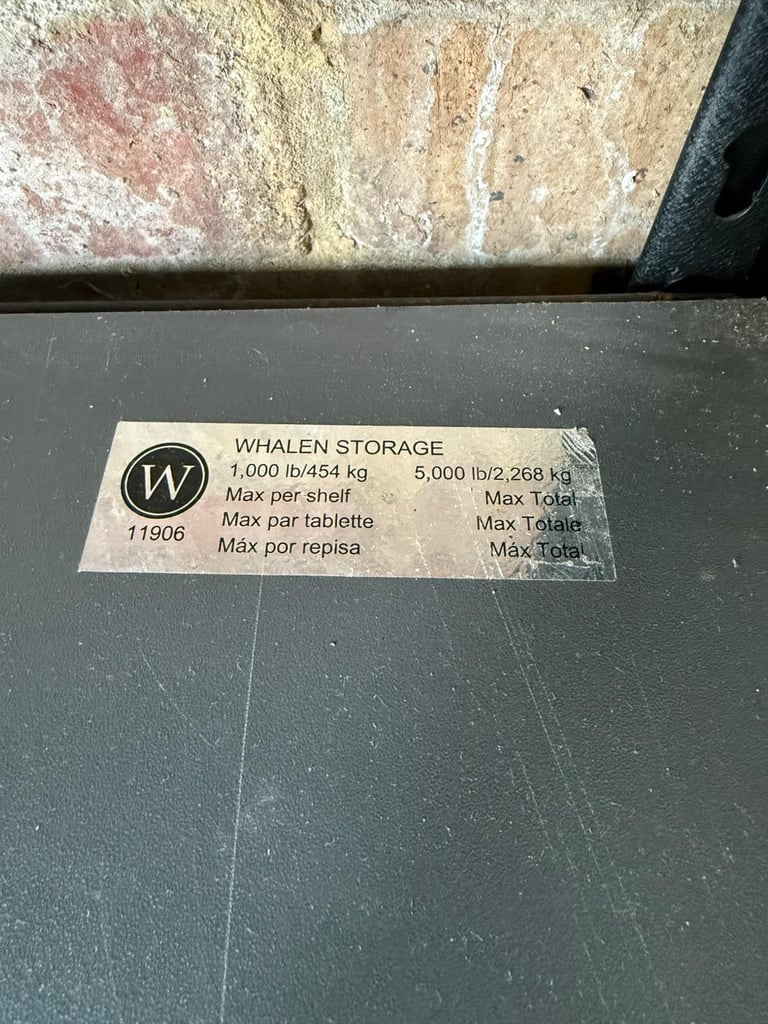 WHALEN STORAGE
W
11906
1,000 lb/454 kg 5,000 lb/2,268 kg
Max per shelf Max Total
Max par tablette Max Totale
Máx por repisa Máx Total